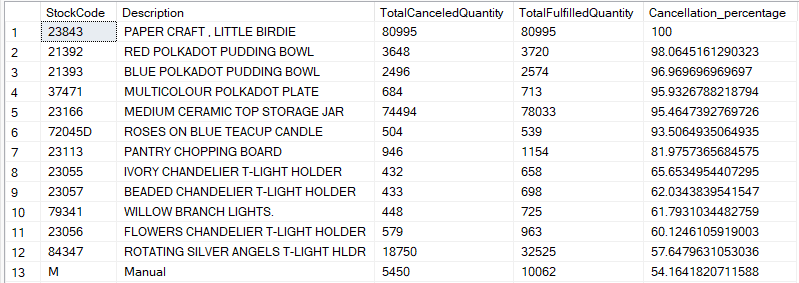 StockCode Description TotalCanceledQuantity TotalFulfilledQuantity Cancellation_percentage
1 23843 PAPER CRAFT , LITTLE BIRDIE 80995 80995 100
2 21392 RED POLKADOT PUDDING BOWL 3648 3720 98.0645161290323
3 21393 BLUE POLKADOT PUDDING BOWL 2496 2574 96.969696969697
4 37471 MULTICOLOUR POLKADOT PLATE 684 713 95.9326788218794
5 23166 MEDIUM CERAMIC TOP STORAGE JAR 74494 78033 95.4647392769726
6 72045D ROSES ON BLUE TEACUP CANDLE 504 539 93.5064935064935
7 23113 PANTRY CHOPPING BOARD 946 1154 81.9757365684575
8 23055 IVORY CHANDELIER T-LIGHT HOLDER 432 658 65.6534954407295
9 23057 BEADED CHANDELIER T-LIGHT HOLDER 433 698 62.0343839541547
10 79341 WILLOW BRANCH LIGHTS. 448 725 61.7931034482759
11 23056 FLOWERS CHANDELIER T-LIGHT HOLDER 579 963 60.1246105919003
12 84347 ROTATING SILVER ANGELS T-LIGHT HLDR 18750 32525 57.6479631053036
13 M Manual 5450 10062 54.1641820711588